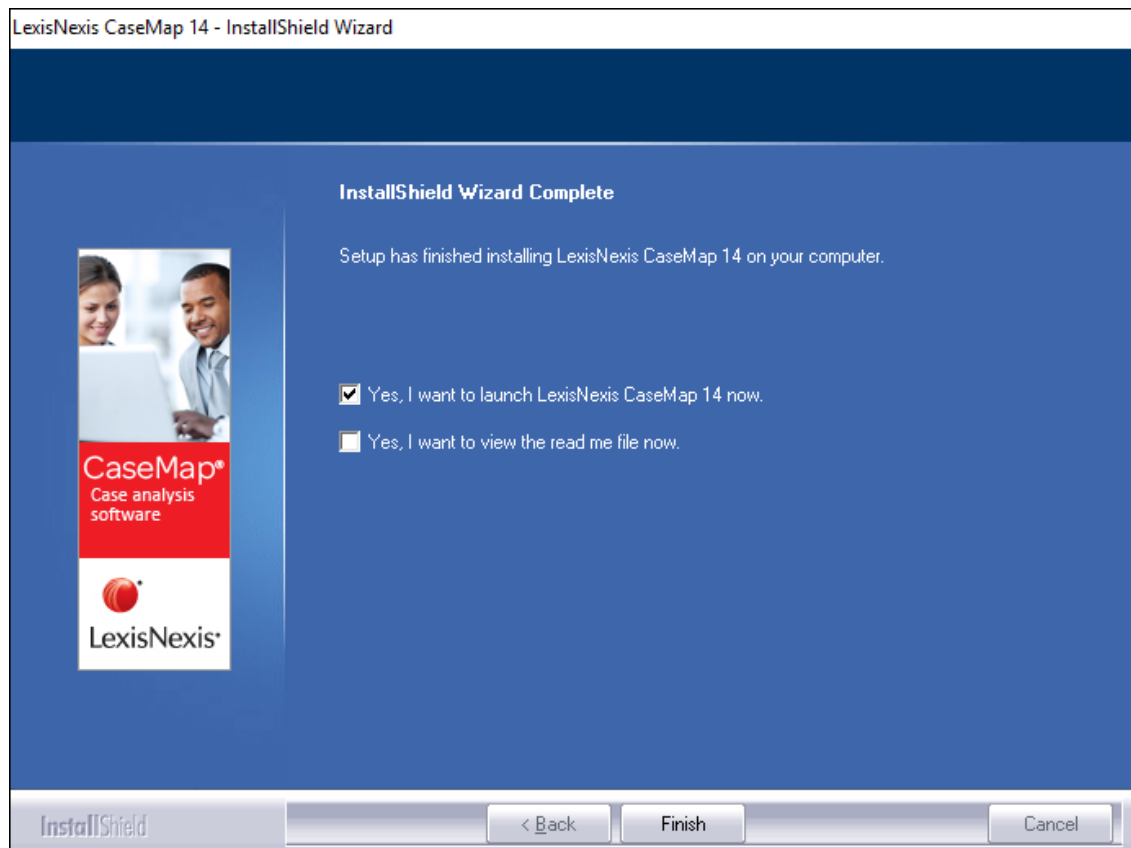 LexisNexis CaseMap 14 - InstallShield Wizard
InstallShield Wizard Complete
Setup has finished installing LexisNexis CaseMap 14 on your computer.
Yes, I want to launch LexisNexis CaseMap 14 now.
Yes, I want to view the read me file now.
CaseMap®
Case analysis
software
LexisNexis®
InstallShield
< Back
Finish
Cancel